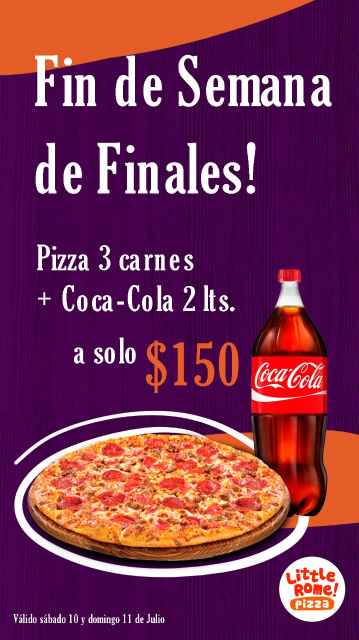 Fin de Semana
de Finales!
Pizza 3 carnes
+ Coca-Cola 2 lts.
a solo $150
Coca-Cola
Little
Rome!
Pizza
Válido sábado 10 y domingo 11 de Julio